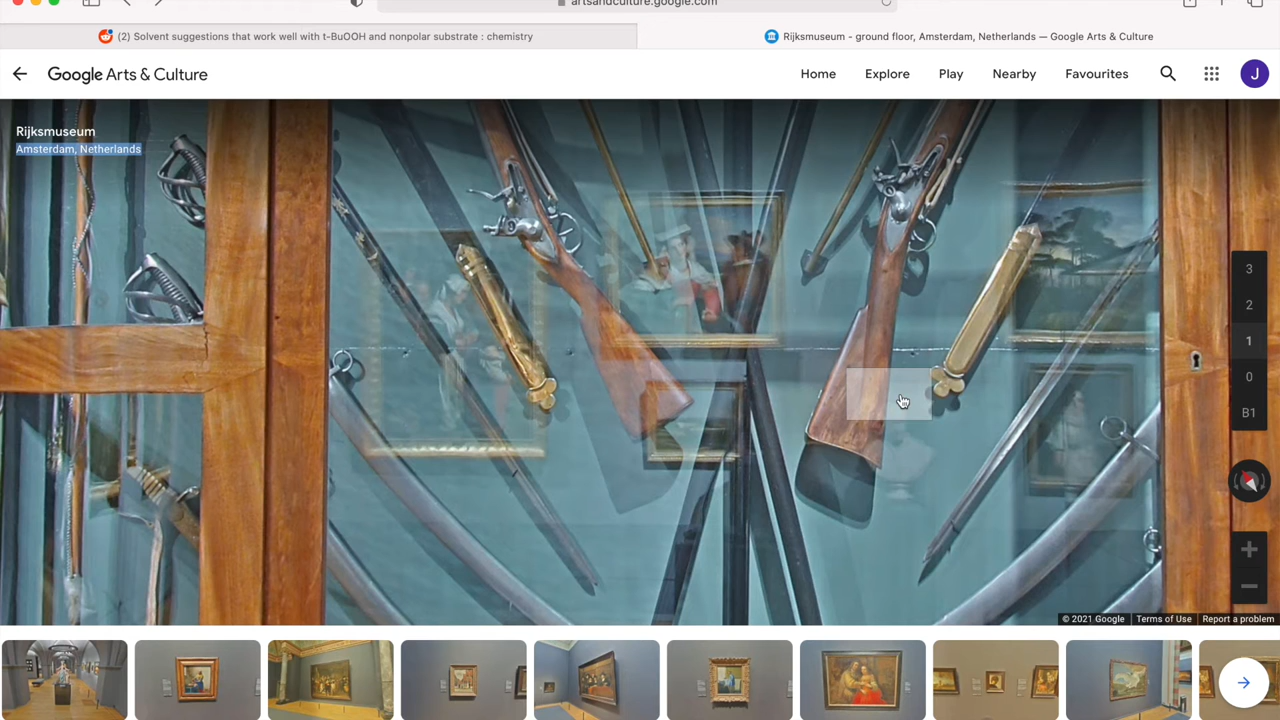 artsandculture.google.com
(2) Solvent suggestions that work well with t-BuOOH and nonpolar substrate : chemistry
Rijksmuseum - ground floor, Amsterdam, Netherlands — Google Arts & Culture
Google Arts & Culture
Home
Explore
Play
Nearby
Favourites
J
Rijksmuseum
Amsterdam, Netherlands
3
2
1
0
B1
© 2021 Google
Terms of Use
Report a problem